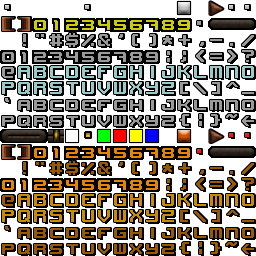 0123456789
!"#$%&'()*+,-./
0123456789:;<=>?
@ABCDEFGHIJKLMNO
PQRSTUVWXYZ[\]^_
`ABCDEFGHIJKLMNO
PQRSTUVWXYZ{|}~←
0123456789
!"#$%&'()*+,-./
0123456789:;<=>?
@ABCDEFGHIJKLMNO
PQRSTUVWXYZ[\]^_
`ABCDEFGHIJKLMNO
PQRSTUVWXYZ{|}~←